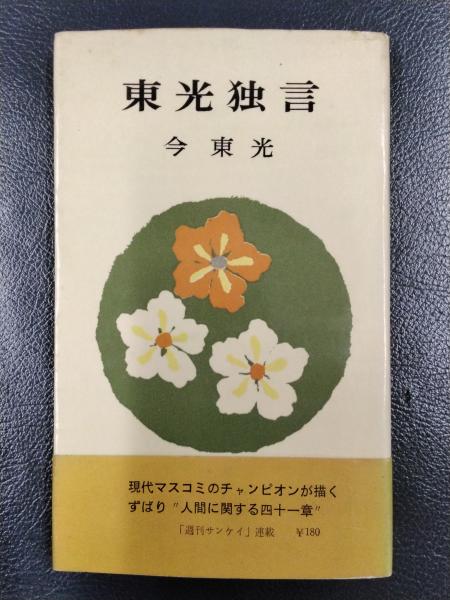 東光独言
今東光
現代マスコミのチャンピオンが描く
ずばり〝人間に関する四十一章〟
「週刊サンケイ」連載 ￥180